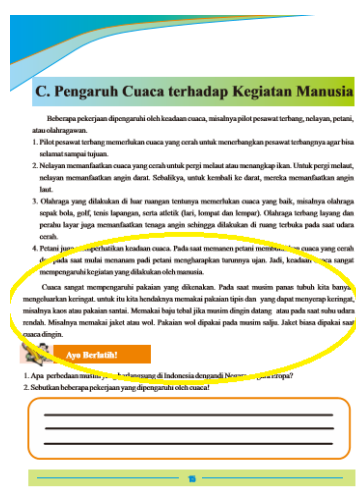 C. Pengaruh Cuaca terhadap Kegiatan Manusia
Beberapa pekerjaan dipengaruhi oleh keadaan cuaca, misalnya pilot pesawat terbang, nelayan, petani,
atau olahragawan.
1. Pilot pesawat terbang memerlukan cuaca yang cerah untuk menerbangkan pesawat terbangnya agar bisa
selamat sampai tujuan.
2. Nelayan memanfaatkan cuaca yang cerah untuk pergi melaut atau menangkap ikan. Untuk pergi melaut,
nelayan memanfaatkan angin darat. Sebaliknya, untuk kembali ke darat, mereka memanfaatkan angin
laut.
3. Olahraga yang dilakukan di luar ruangan tentunya memerlukan cuaca yang baik, misalnya olahraga
sepak bola, golf, tenis lapangan, serta atletik (lari, lompat dan lempar). Olahraga terbang layang dan
perahu layar juga memanfaatkan tenaga angin sehingga dilakukan di ruang terbuka pada saat udara
cerah.
4. Petani juga memperhatikan keadaan cuaca. Pada saat memanen petani membutuhkan cuaca yang cerah
dan pada saat mulai menanam padi petani mengharapkan turunnya ujan. Jadi, keadaan cuaca sangat
mempengaruhi kegiatan yang dilakukan oleh manusia.
Cuaca sangat mempengaruhi pakaian yang dikenakan. Pada saat musim panas tubuh kita banyak
mengeluarkan keringat. untuk itu kita hendaknya memakai pakaian tipis dan yang dapat menyerap keringat,
misalnya kaos atau pakaian santai. Memakai baju tebal jika musim dingin datang atau pada saat suhu udara
rendah. Misalnya memakai jaket atau wol. Pakaian wol dipakai pada musim salju. Jaket biasa dipakai saat
cuaca dingin.
Ayo Berlatih!
1. Apa perbedaan musim yang berlangsung di Indonesia dengandi Negara Eropa?
2. Sebutkan beberapa pekerjaan yang dipengaruhi oleh cuaca!